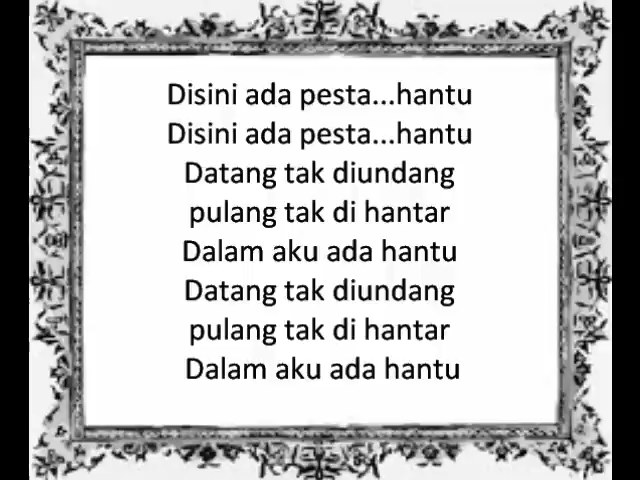 Disini ada pesta...hantu
Disini ada pesta...hantu
Datang tak diundang
pulang tak di hantar
Dalam aku ada hantu
Datang tak diundang
pulang tak di hantar
Dalam aku ada hantu